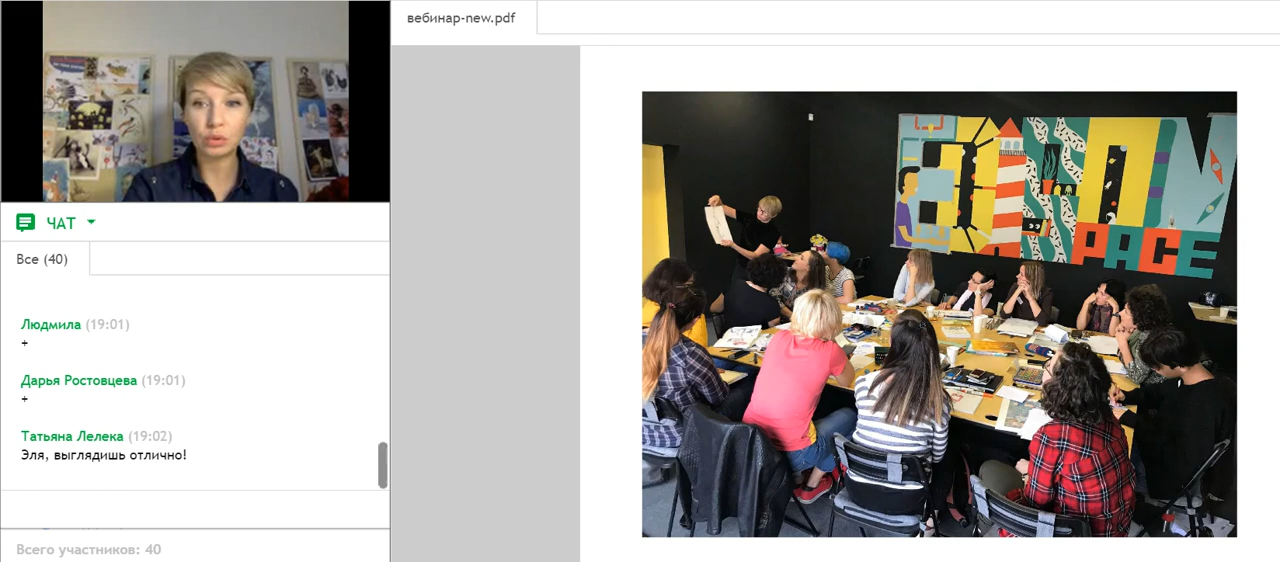 вебинар-new.pdf
ЧАТ
Все (40)
Людмила (19:01)
+
Дарья Ростовцева (19:01)
+
Татьяна Лелека (19:02)
Эля, выглядишь отлично!
Всего участников: 40
PACE